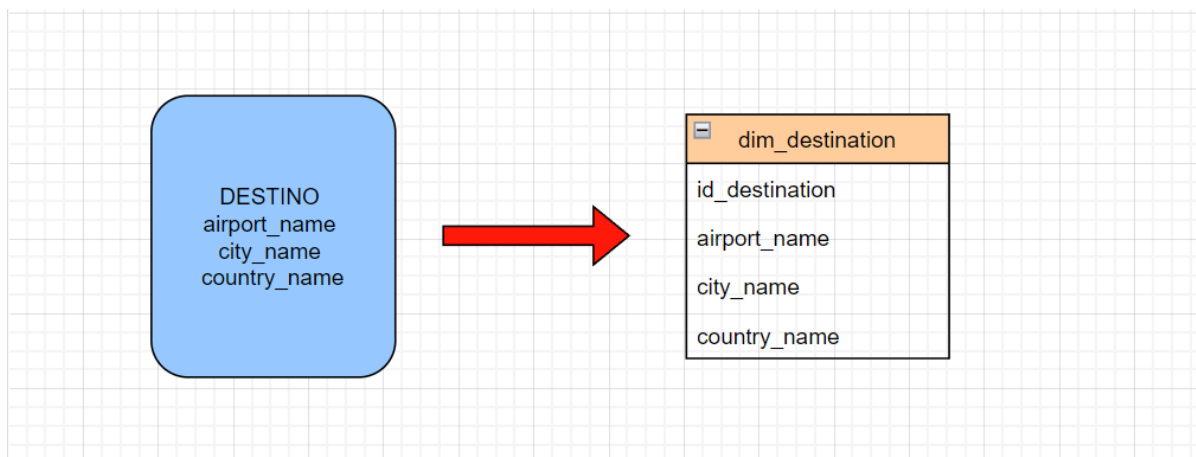 DESTINO
airport_name
city_name
country_name
dim_destination
id_destination
airport_name
city_name
country_name